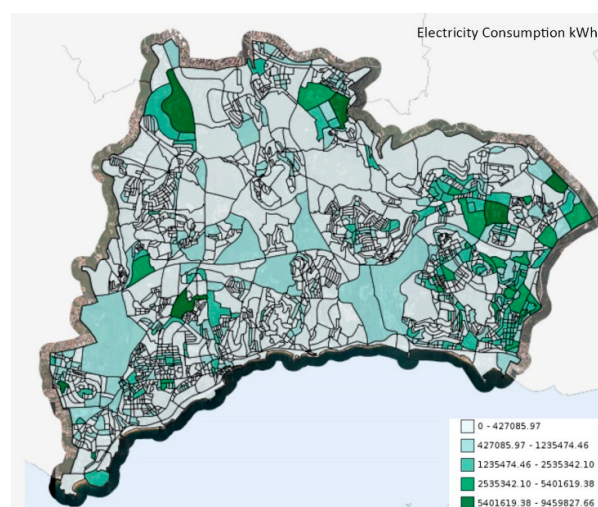 Electricity Consumption kWh
0 - 427085.97
427085.97 - 1235474.46
1235474.46 - 2535342.10
2535342.10 - 5401619.38
5401619.38 - 9459827.66